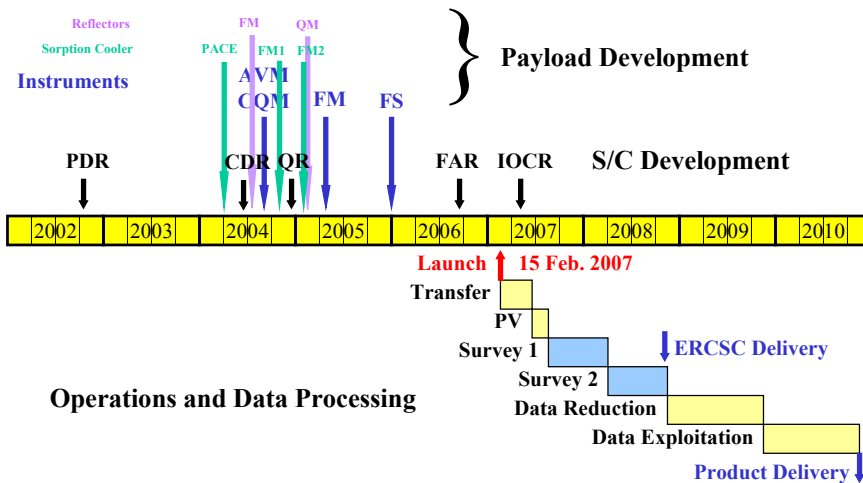 Reflectors FM QM
Sorption Cooler PACE FM1 FM2 Payload Development
Instruments AVM
CQM FM FS
PDR CDR QR FAR IOCR S/C Development
2002 2003 2004 2005 2006 2007 2008 2009 2010
Launch 15 Feb. 2007
Transfer
PV
Survey 1 ERCSC Delivery
Survey 2
Operations and Data Processing
Data Reduction
Data Exploitation
Product Delivery